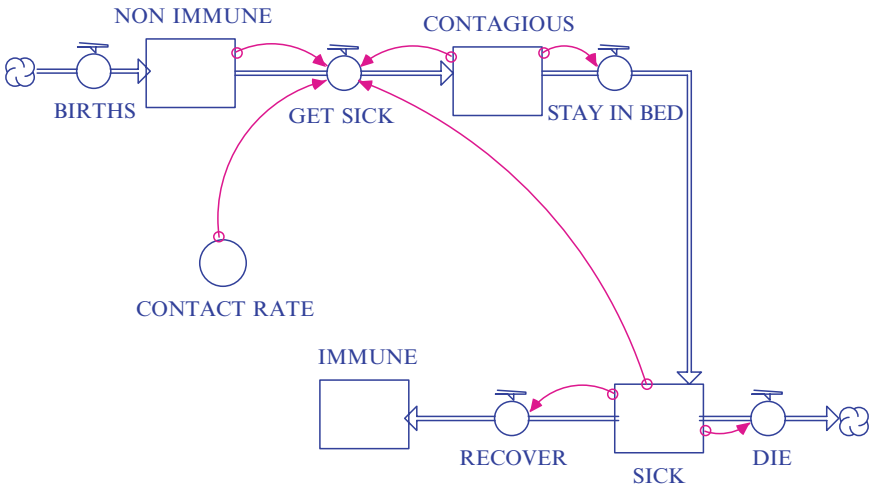 NON IMMUNE
CONTAGIOUS
BIRTHS
GET SICK
STAY IN BED
CONTACT RATE
IMMUNE
RECOVER
SICK
DIE